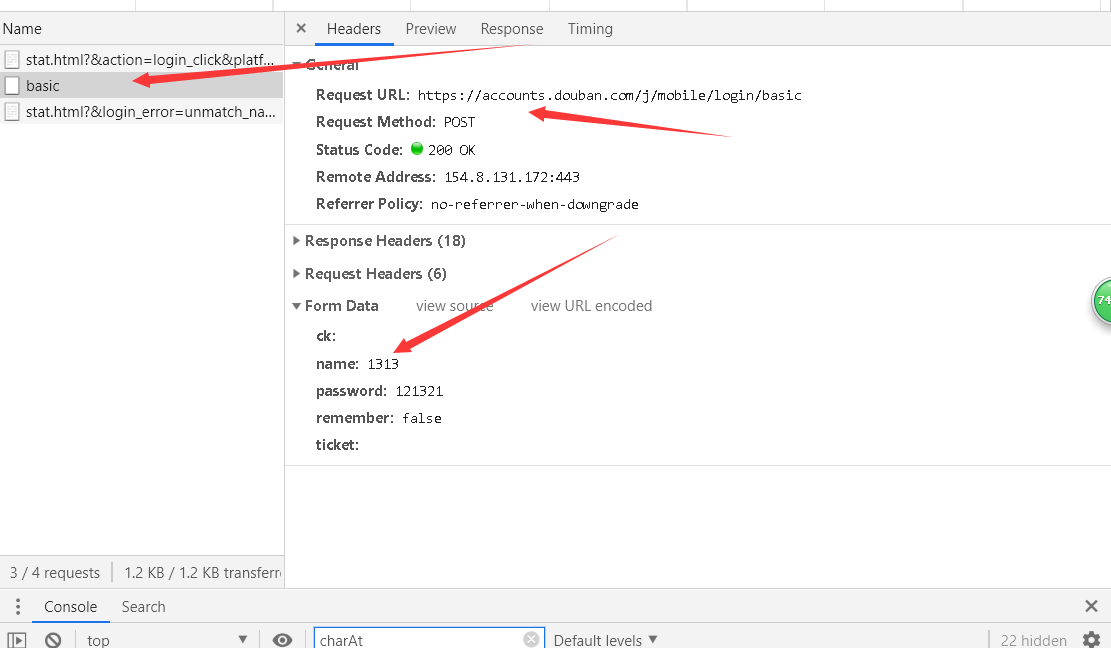 Name
stat.html?&action=login_click&platf...
basic
stat.html?&login_error=unmatch_na...
3 / 4 requests
1.2 KB / 1.2 KB transferre
Headers
Preview
Response
Timing
General
Request URL: https://accounts.douban.com/j/mobile/login/basic
Request Method: POST
Status Code: 200 OK
Remote Address: 154.8.131.172:443
Referrer Policy: no-referrer-when-downgrade
Response Headers (18)
Request Headers (6)
Form Data view source view URL encoded
ck:
name: 1313
password: 121321
remember: false
ticket:
74
Console Search
top charAt Default levels 22 hidden